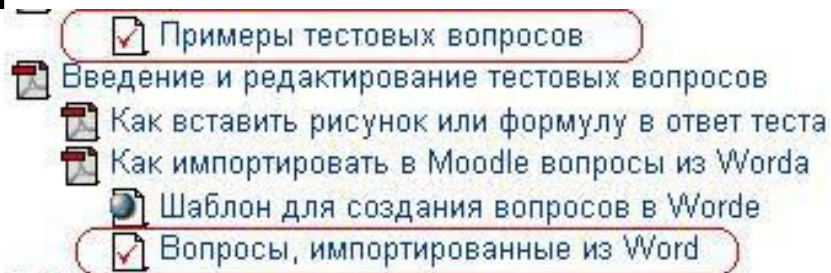 Примеры тестовых вопросов
Введение и редактирование тестовых вопросов
Как вставить рисунок или формулу в ответ теста
Как импортировать в Moodle вопросы из Wordа
Шаблон для создания вопросов в Wordе
Вопросы, импортированные из Word